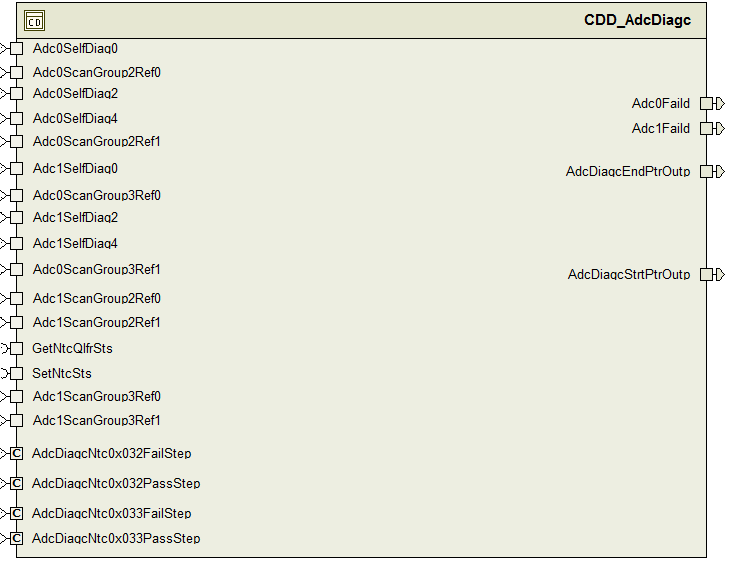 CD
CDD_AdcDiagc
Adc0SelfDiag0
Adc0ScanGroup2Ref0
Adc0SelfDiag2
Adc0Faild
Adc0SelfDiag4
Adc1Faild
Adc0ScanGroup2Ref1
Adc1SelfDiag0
AdcDiagcEndPtrOutp
Adc0ScanGroup3Ref0
Adc1SelfDiag2
Adc1SelfDiag4
Adc0ScanGroup3Ref1
AdcDiagcStrtPtrOutp
Adc1ScanGroup2Ref0
Adc1ScanGroup2Ref1
GetNtcQlfrSts
SetNtcSts
Adc1ScanGroup3Ref0
Adc1ScanGroup3Ref1
C AdcDiagcNtc0x032FailStep
C AdcDiagcNtc0x032PassStep
C AdcDiagcNtc0x033FailStep
C AdcDiagcNtc0x033PassStep